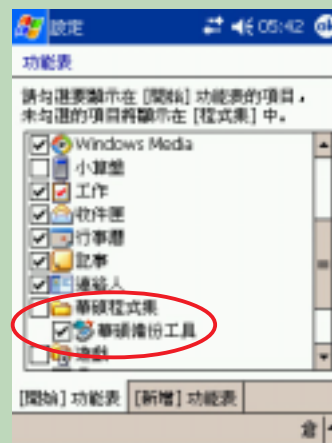 設定 05:42 ok
功能表
請勾選要顯示在 [開始] 功能表的項目，
未勾選的項目將顯示在 [程式集] 中。
Windows Media
小算盤
工作
收件匣
行事曆
記事
連絡人
華碩程式集
華碩備份工具
遊戲
[開始] 功能表 [新增] 功能表
倉